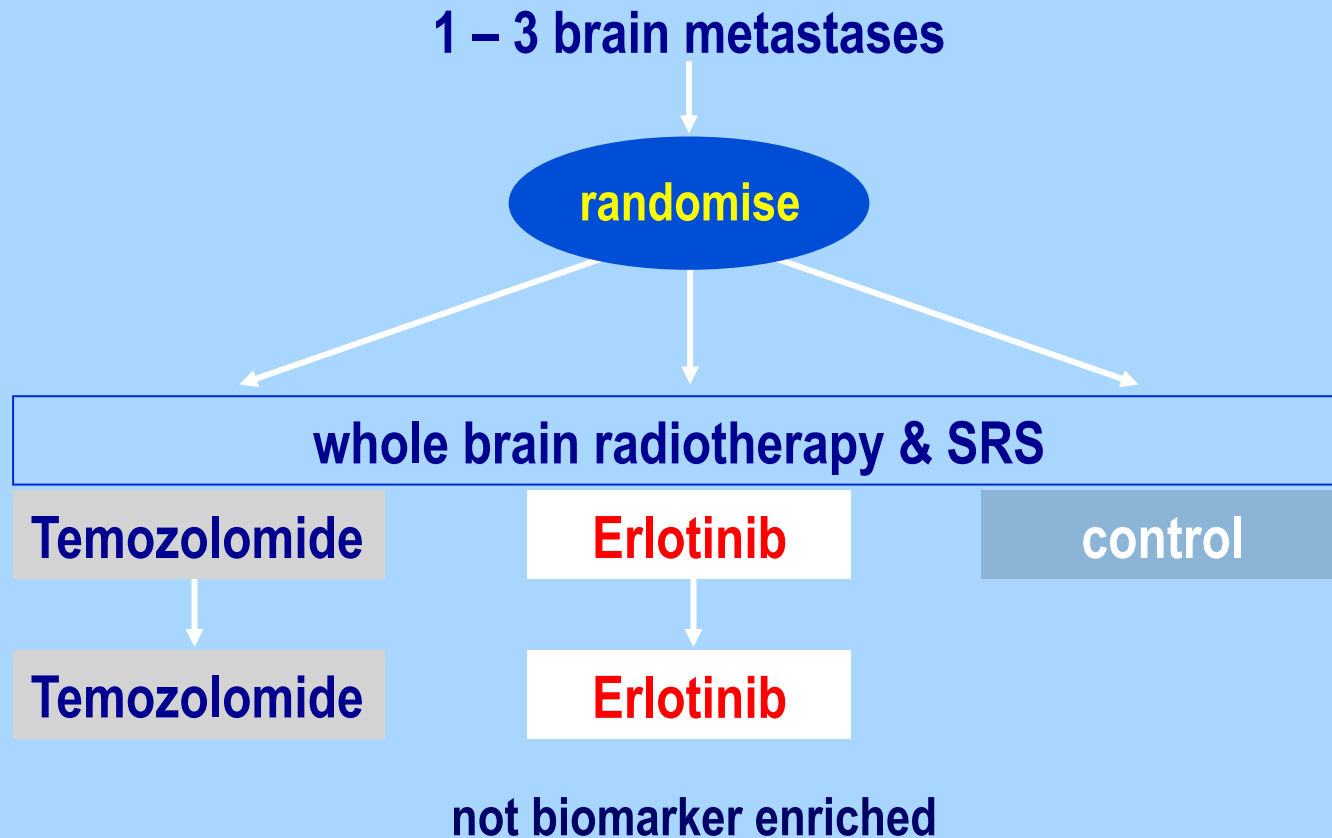 1 – 3 brain metastases
randomise
whole brain radiotherapy & SRS
Temozolomide
Erlotinib
control
Temozolomide
Erlotinib
not biomarker enriched